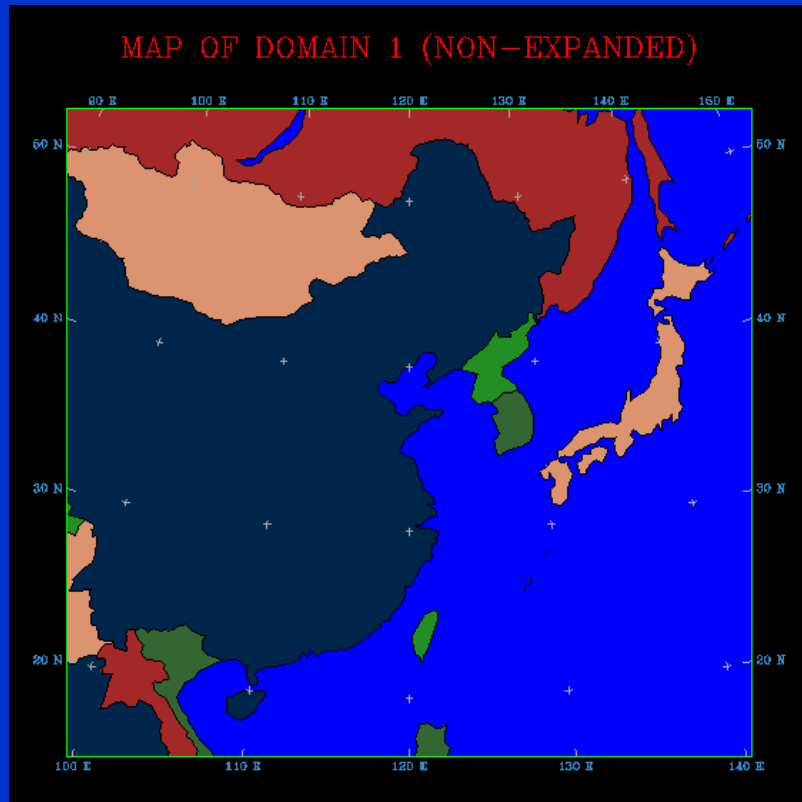 MAP OF DOMAIN 1 (NON-EXPANDED)
90 E 100 E 110 E 120 E 130 E 140 E 150 E
50 N 50 N
40 N 40 N
30 N 30 N
20 N 20 N
100 E 110 E 120 E 130 E 140 E